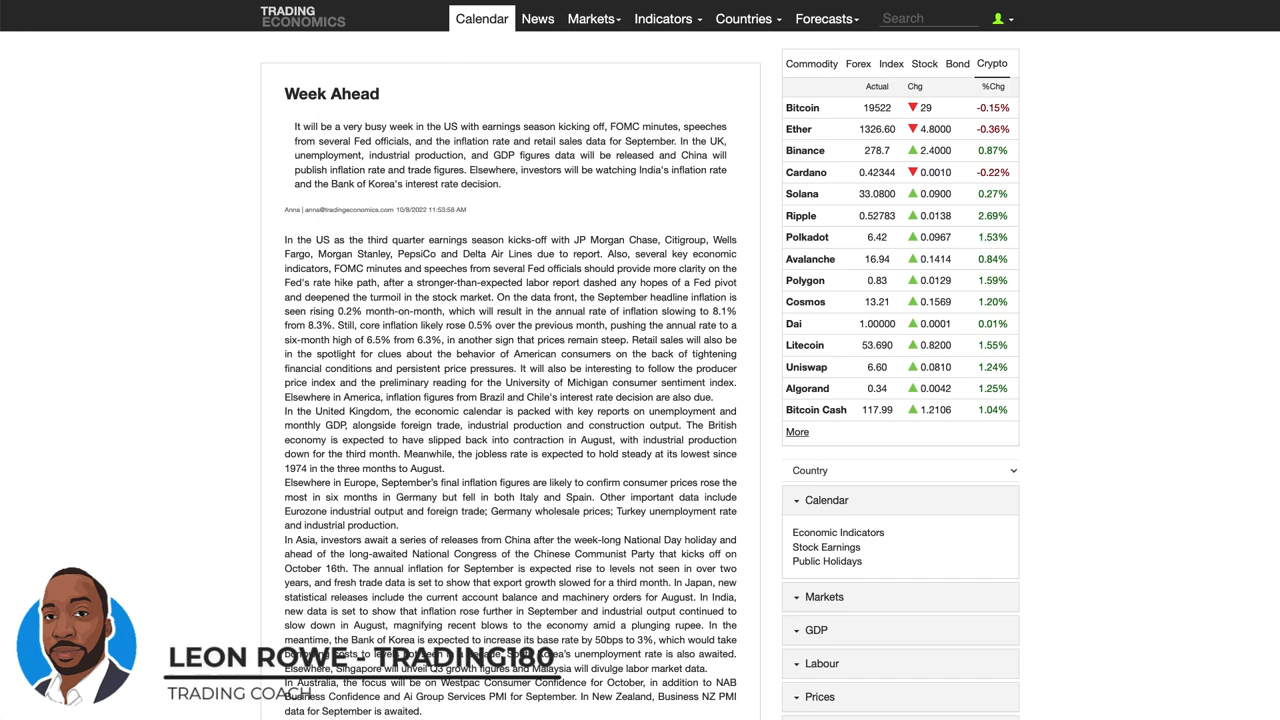 TRADING
ECONOMICS
Calendar News Markets Indicators Countries Forecasts Search
Week Ahead
It will be a very busy week in the US with earnings season kicking off, FOMC minutes, speeches
from several Fed officials, and the inflation rate and retail sales data for September. In the UK,
unemployment, industrial production, and GDP figures data will be released and China will
publish inflation rate and trade figures. Elsewhere, investors will be watching India's inflation rate
and the Bank of Korea's interest rate decision.
Anna | anna@tradingeconomics.com 10/8/2022 11:53:58 AM
In the US as the third quarter earnings season kicks-off with JP Morgan Chase, Citigroup, Wells
Fargo, Morgan Stanley, PepsiCo and Delta Air Lines due to report. Also, several key economic
indicators, FOMC minutes and speeches from several Fed officials should provide more clarity on the
Fed's rate hike path, after a stronger-than-expected labor report dashed any hopes of a Fed pivot
and deepened the turmoil in the stock market. On the data front, the September headline inflation is
seen rising 0.2% month-on-month, which will result in the annual rate of inflation slowing to 8.1%
from 8.3%. Still, core inflation likely rose 0.5% over the previous month, pushing the annual rate to a
six-month high of 6.5% from 6.3%, in another sign that prices remain steep. Retail sales will also be
in the spotlight for clues about the behavior of American consumers on the back of tightening
financial conditions and persistent price pressures. It will also be interesting to follow the producer
price index and the preliminary reading for the University of Michigan consumer sentiment index.
Elsewhere in America, inflation figures from Brazil and Chile's interest rate decision are also due.
In the United Kingdom, the economic calendar is packed with key reports on unemployment and
monthly GDP, alongside foreign trade, industrial production and construction output. The British
economy is expected to have slipped back into contraction in August, with industrial production
down for the third month. Meanwhile, the jobless rate is expected to hold steady at its lowest since
1974 in the three months to August.
Elsewhere in Europe, September's final inflation figures are likely to confirm consumer prices rose the
most in six months in Germany but fell in both Italy and Spain. Other important data include
Eurozone industrial output and foreign trade; Germany wholesale prices; Turkey unemployment rate
and industrial production.
In Asia, investors await a series of releases from China after the week-long National Day holiday and
ahead of the long-awaited National Congress of the Chinese Communist Party that kicks off on
October 16th. The annual inflation for September is expected rise to levels not seen in over two
years, and fresh trade data is set to show that export growth slowed for a third month. In Japan, new
statistical releases include the current account balance and machinery orders for August. In India,
new data is set to show that inflation rose further in September and industrial output continued to
slow down in August, magnifying recent blows to the economy amid a plunging rupee. In the
meantime, the Bank of Korea is expected to increase its base rate by 50bps to 3%, which would take
borrowing costs to levels not seen in a decade. South Korea's unemployment rate is also awaited.
Elsewhere, Singapore will unveil Q3 growth figures and Malaysia will divulge labor market data.
In Australia, the focus will be on Westpac Consumer Confidence for October, in addition to NAB
Business Confidence and Ai Group Services PMI for September. In New Zealand, Business NZ PMI
data for September is awaited.
LEON ROWE - TRADING180
TRADING COACH
Commodity Forex Index Stock Bond Crypto
Actual Chg %Chg
Bitcoin 19522 29 -0.15%
Ether 1326.60 4.8000 -0.36%
Binance 278.7 2.4000 0.87%
Cardano 0.42344 0.0010 -0.22%
Solana 33.0800 0.0900 0.27%
Ripple 0.52783 0.0138 2.69%
Polkadot 6.42 0.0967 1.53%
Avalanche 16.94 0.1414 0.84%
Polygon 0.83 0.0129 1.59%
Cosmos 13.21 0.1569 1.20%
Dai 1.00000 0.0001 0.01%
Litecoin 53.690 0.8200 1.55%
Uniswap 6.60 0.0810 1.24%
Algorand 0.34 0.0042 1.25%
Bitcoin Cash 117.99 1.2106 1.04%
More
Country
Calendar
Economic Indicators
Stock Earnings
Public Holidays
Markets
GDP
Labour
Prices